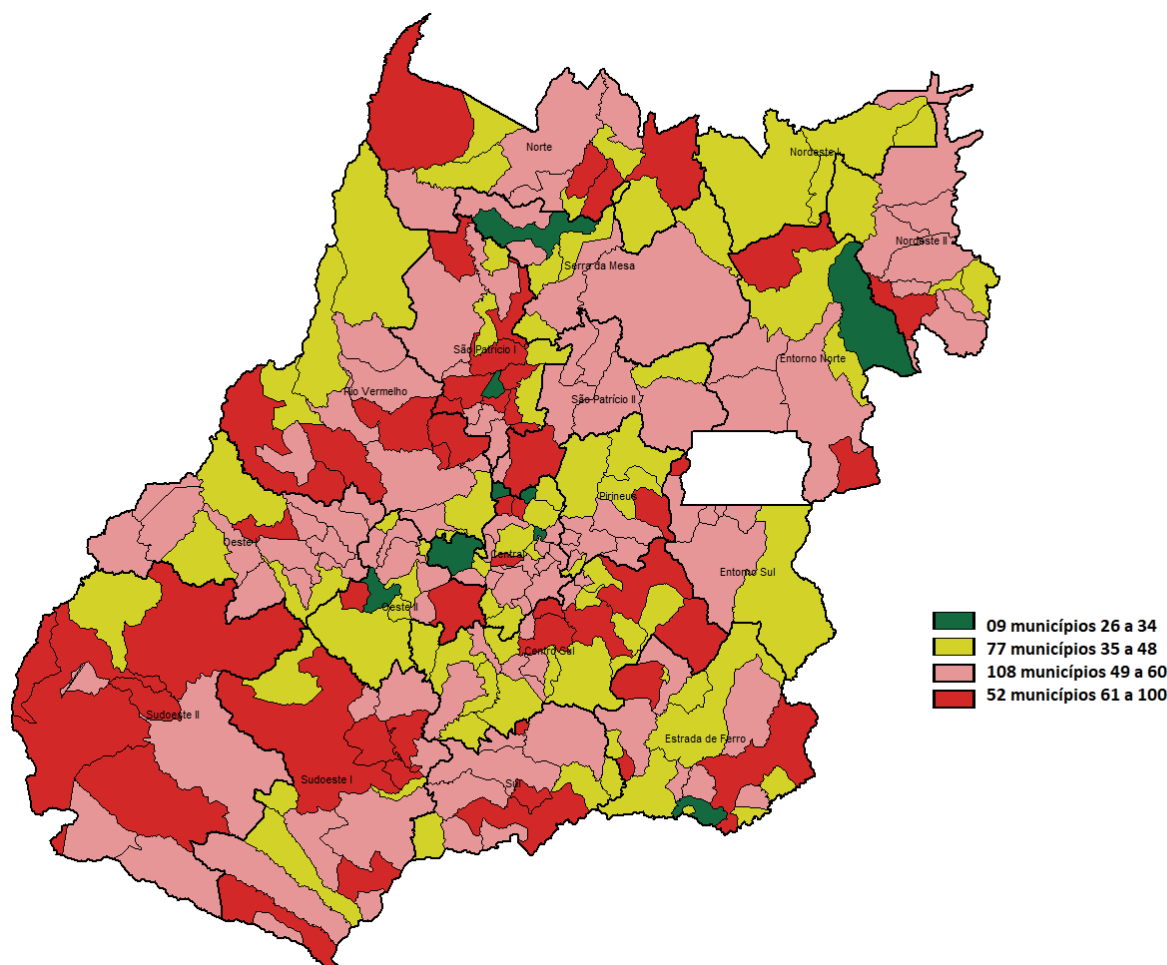 Norte
Nordeste I
Nordeste II
Serra da Mesa
São Patrício I
Entorno Norte
Rio Vermelho
São Patrício II
Pirineus
Oeste I
Central
Entorno Sul
Oeste II
09 municípios 26 a 34
77 municípios 35 a 48
108 municípios 49 a 60
52 municípios 61 a 100
Centro Sul
Sudoeste II
Estrada de Ferro
Sudoeste I
Sul